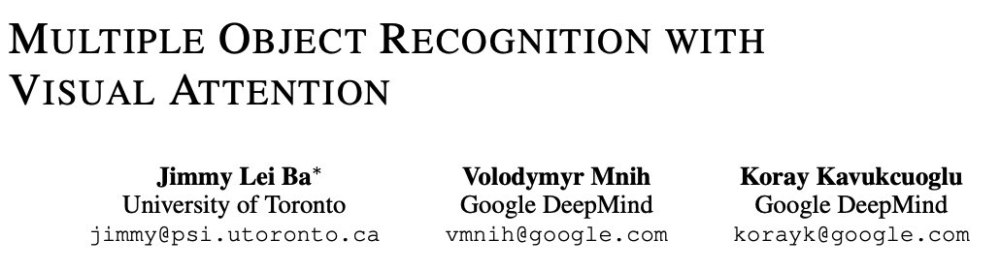 MULTIPLE OBJECT RECOGNITION WITH
VISUAL ATTENTION
Jimmy Lei Ba* Volodymyr Mnih Koray Kavukcuoglu
University of Toronto Google DeepMind Google DeepMind
jimmy@psi.utoronto.ca vmnih@google.com korayk@google.com